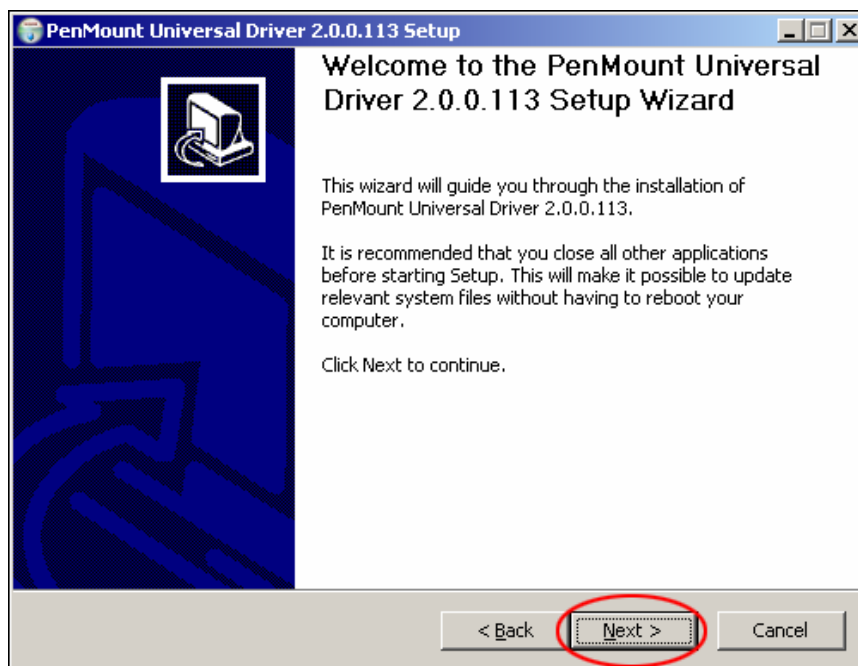 PenMount Universal Driver 2.0.0.113 Setup
Welcome to the PenMount Universal
Driver 2.0.0.113 Setup Wizard
This wizard will guide you through the installation of
PenMount Universal Driver 2.0.0.113.
It is recommended that you close all other applications
before starting Setup. This will make it possible to update
relevant system files without having to reboot your
computer.
Click Next to continue.
< Back Next > Cancel